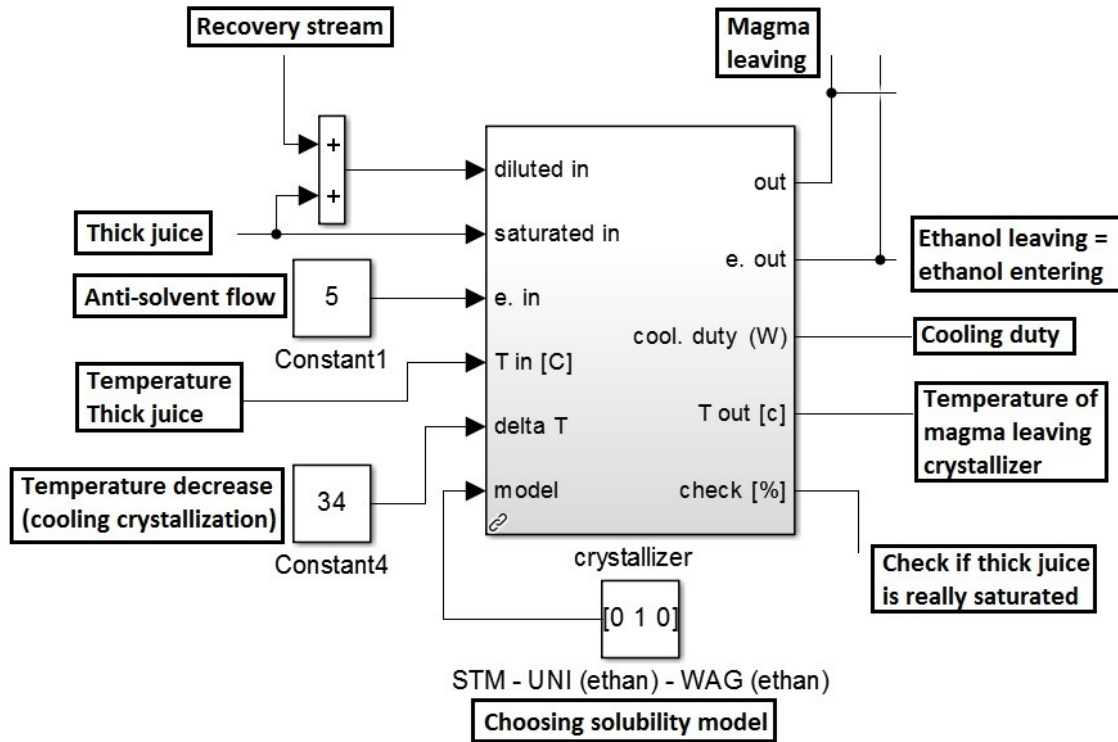 Recovery stream
Magma
leaving
+
+
diluted in
out
Thick juice
saturated in
Ethanol leaving =
ethanol entering
e. out
Anti-solvent flow
5
e. in
Constant1
cool. duty (W)
Cooling duty
Temperature
Thick juice
T in [C]
T out [c]
Temperature of
magma leaving
crystallizer
delta T
Temperature decrease
(cooling crystallization)
34
model
check [%]
Constant4
crystallizer
Check if thick juice
is really saturated
[0 1 0]
STM - UNI (ethan) - WAG (ethan)
Choosing solubility model